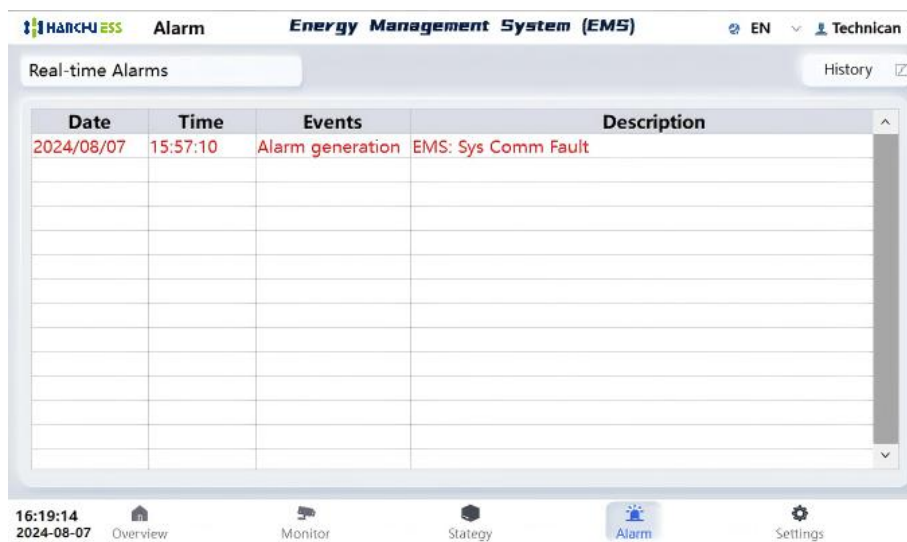 HANCHU ESS Alarm Energy Management System (EMS) EN Technican
Real-time Alarms History
Date Time Events Description
2024/08/07 15:57:10 Alarm generation EMS: Sys Comm Fault
16:19:14
2024-08-07 Overview Monitor Stategy Alarm Settings